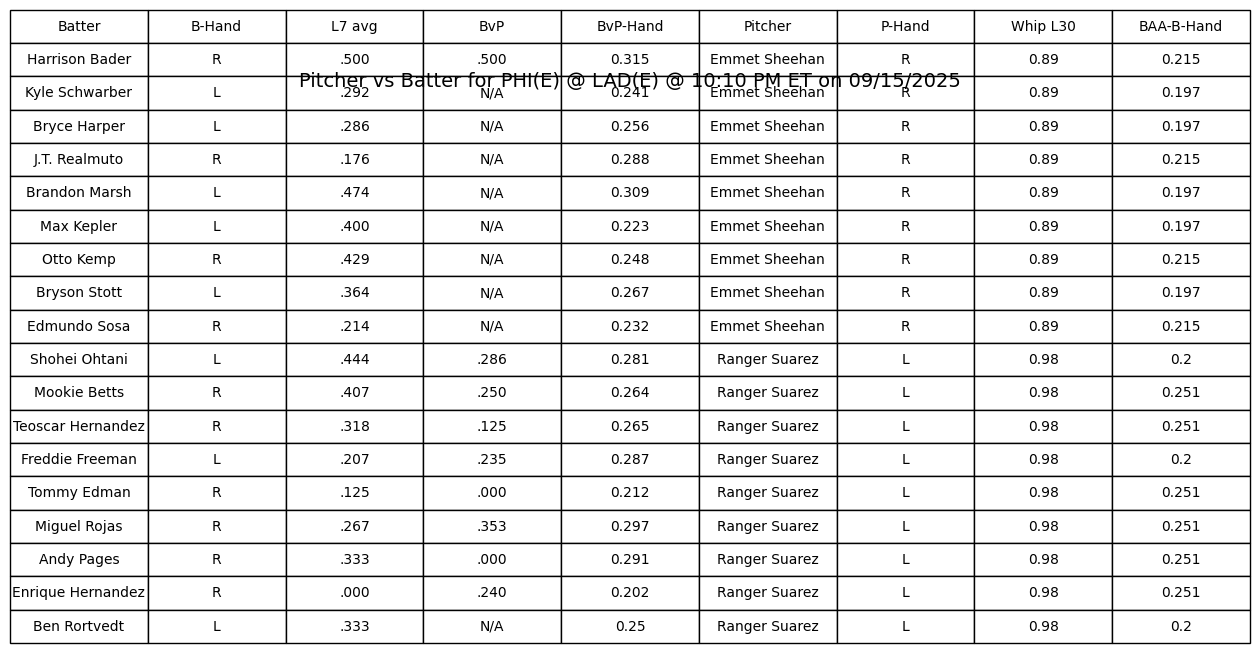 Batter B-Hand L7 avg BvP BvP-Hand Pitcher P-Hand Whip L30 BAA-B-Hand
Harrison Bader R .500 .500 0.315 Emmet Sheehan R 0.89 0.215
Pitcher vs Batter for PHI(E) @ LAD(E) @ 10:10 PM ET on 09/15/2025
Kyle Schwarber L .292 N/A 0.241 Emmet Sheehan R 0.89 0.197
Bryce Harper L .286 N/A 0.256 Emmet Sheehan R 0.89 0.197
J.T. Realmuto R .176 N/A 0.288 Emmet Sheehan R 0.89 0.215
Brandon Marsh L .474 N/A 0.309 Emmet Sheehan R 0.89 0.197
Max Kepler L .400 N/A 0.223 Emmet Sheehan R 0.89 0.197
Otto Kemp R .429 N/A 0.248 Emmet Sheehan R 0.89 0.215
Bryson Stott L .364 N/A 0.267 Emmet Sheehan R 0.89 0.197
Edmundo Sosa R .214 N/A 0.232 Emmet Sheehan R 0.89 0.215
Shohei Ohtani L .444 .286 0.281 Ranger Suarez L 0.98 0.2
Mookie Betts R .407 .250 0.264 Ranger Suarez L 0.98 0.251
Teoscar Hernandez R .318 .125 0.265 Ranger Suarez L 0.98 0.251
Freddie Freeman L .207 .235 0.287 Ranger Suarez L 0.98 0.2
Tommy Edman R .125 .000 0.212 Ranger Suarez L 0.98 0.251
Miguel Rojas R .267 .353 0.297 Ranger Suarez L 0.98 0.251
Andy Pages R .333 .000 0.291 Ranger Suarez L 0.98 0.251
Enrique Hernandez R .000 .240 0.202 Ranger Suarez L 0.98 0.251
Ben Rortvedt L .333 N/A 0.25 Ranger Suarez L 0.98 0.2